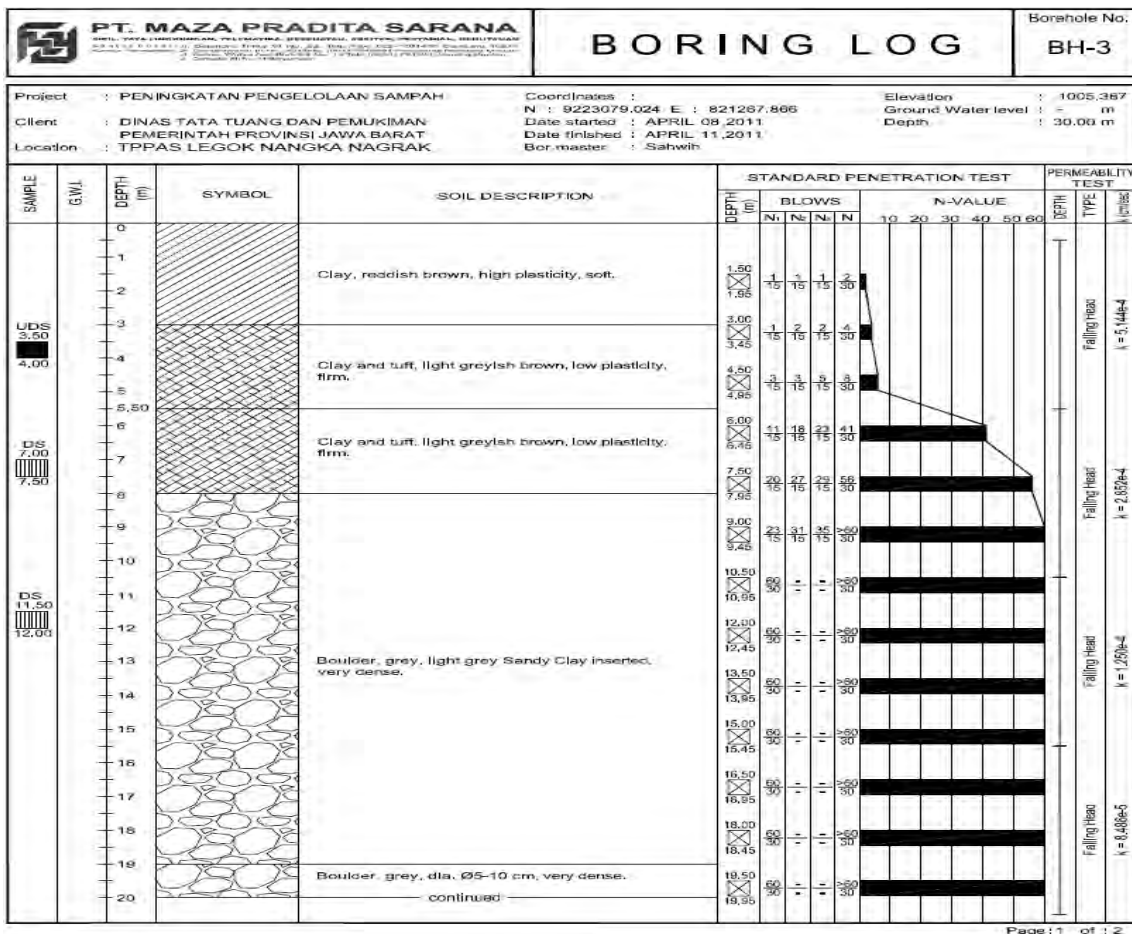 PT. MAZA PRADITA SARANA
BORING LOG
Borehole No.
BH-3
Project : PENINGKATAN PENGELOLAAN SAMPAH
Client : DINAS TATA TUANG DAN PEMUKIMAN
PEMERINTAH PROVINSI JAWA BARAT
Location : TPPAS LEGOK NANGKA NAGRAK
Coordinates :
N : 9223079.024 E : 821267.866
Date started : APRIL 08,2011
Date finished : APRIL 11,2011
Bor.master : Sahwih
Elevation : 1005,367
Ground Water level : - m
Depth : 30.00 m
SAMPLE
G.W.L
DEPTH (m)
SYMBOL
SOIL DESCRIPTION
STANDARD PENETRATION TEST
DEPTH (m)
BLOWS
N₁ N₂ N₃ N
N-VALUE
10 20 30 40 50 60
PERMEABILITY TEST
DEPTH
TYPE
k (cm/sec)
0
1
Clay, reddish brown, high plasticity, soft.
1.50 1/15 1/15 1/15 2/30
1,95
2
3
UDS
3.50
4.00
3.00 1/15 2/15 2/15 4/30
3,45
Falling Head
k = 5,144e-4
4
Clay and tuff, light greyish brown, low plasticity,
firm.
4,50 3/15 3/15 5/15 8/30
4,95
5
5,50
6
Clay and tuff, light greyish brown, low plasticity,
firm.
6,00 11/15 18/15 23/15 41/30
6,45
DS
7,00
7,50
7
7,50 20/15 27/15 29/15 56/30
7,95
Falling Head
k = 2,852e-4
8
9
9,00 23/15 31/15 35/15 >60/30
9,45
10
10,50 60/30 - - - - >60/30
10,95
DS
11,50
12,00
11
12
12,00 60/30 - - - - >60/30
12,45
13
Boulder, grey, light grey Sandy Clay inserted,
very dense.
13,50 60/30 - - - - >60/30
13,95
Falling Head
k = 1,250e-4
14
15
15,00 60/30 - - - - >60/30
15,45
16
16,50 60/30 - - - - >60/30
16,95
17
18
18,00 60/30 - - - - >60/30
18,45
Falling Head
k = 8,488e-5
19
Boulder, grey, dia. Ø5-10 cm, very dense.
19,50 60/30 - - - - >60/30
19,95
20
continued
Page : 1 of : 2